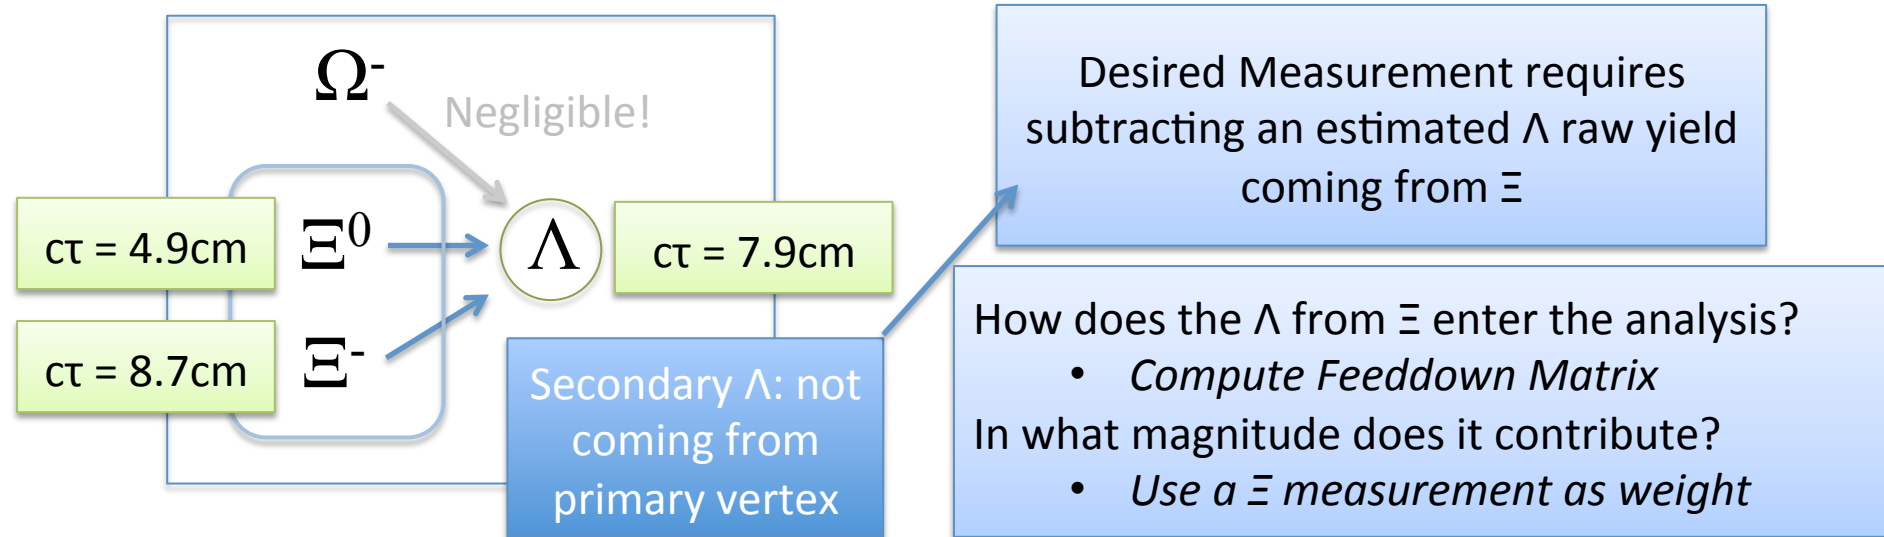 Ω-
Negligible!
cτ = 4.9cm
Ξ0
Λ
cτ = 7.9cm
cτ = 8.7cm
Ξ-
Secondary Λ: not
coming from
primary vertex
Desired Measurement requires
subtracting an estimated Λ raw yield
coming from Ξ
How does the Λ from Ξ enter the analysis?
• Compute Feeddown Matrix
In what magnitude does it contribute?
• Use a Ξ measurement as weight